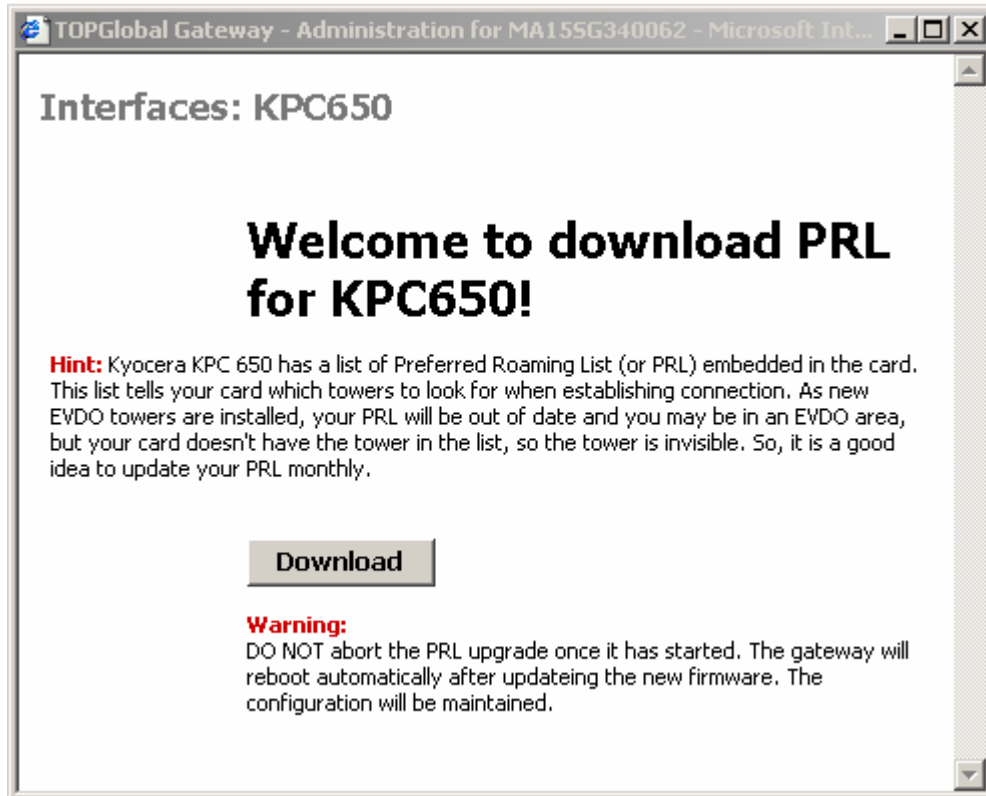 TOPGlobal Gateway - Administration for MA15SG340062 - Microsoft Int...
Interfaces: KPC650
Welcome to download PRL
for KPC650!
Hint: Kyocera KPC 650 has a list of Preferred Roaming List (or PRL) embedded in the card.
This list tells your card which towers to look for when establishing connection. As new
EVDO towers are installed, your PRL will be out of date and you may be in an EVDO area,
but your card doesn't have the tower in the list, so the tower is invisible. So, it is a good
idea to update your PRL monthly.
Download
Warning:
DO NOT abort the PRL upgrade once it has started. The gateway will
reboot automatically after updateing the new firmware. The
configuration will be maintained.